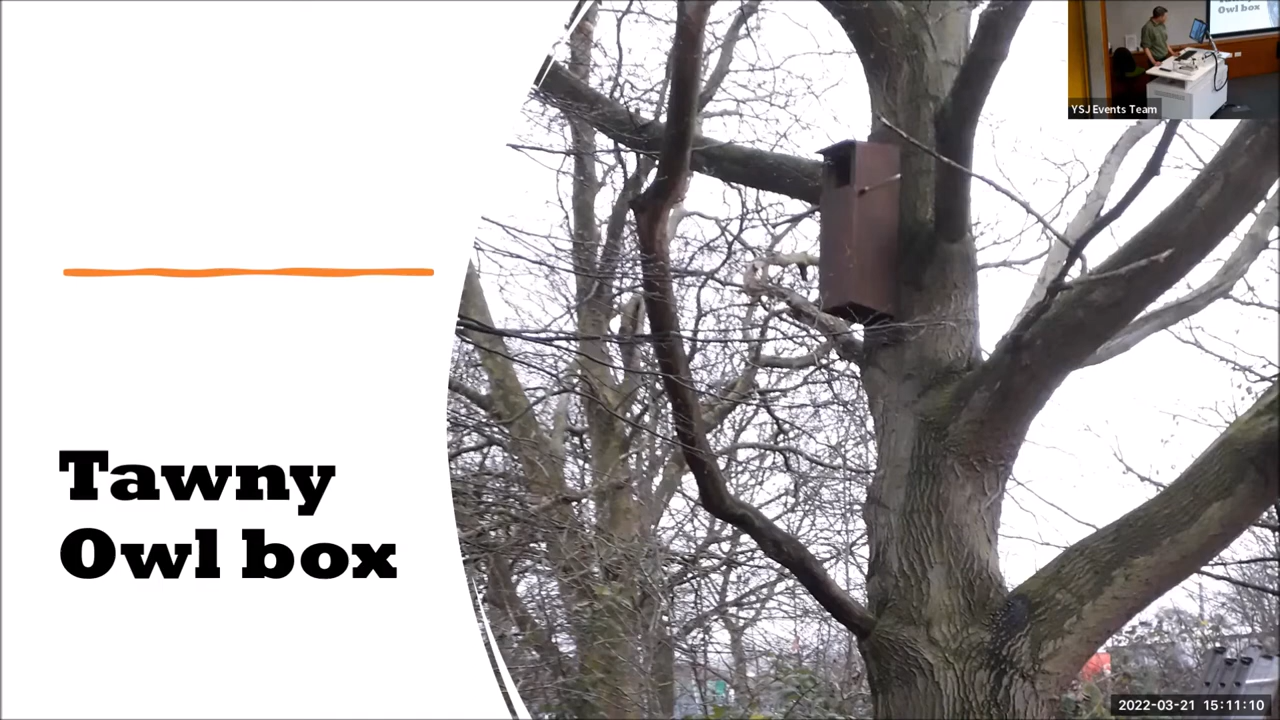 Tawny
Owl box
Owl box
YSJ Events Team
2022-03-21 15:11:10